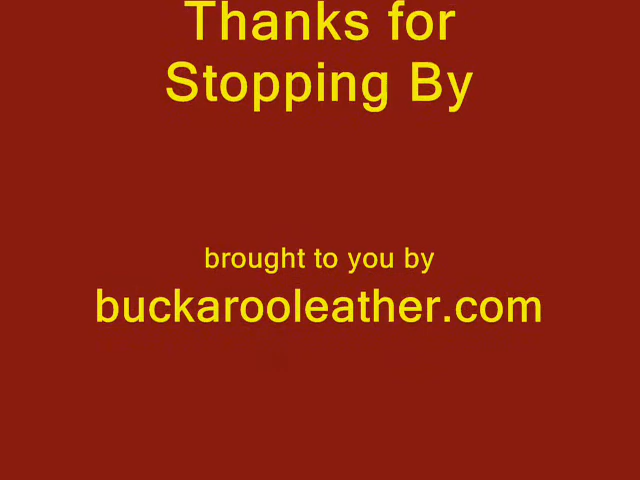 Thanks for
Stopping By
brought to you by
buckarooleather.com